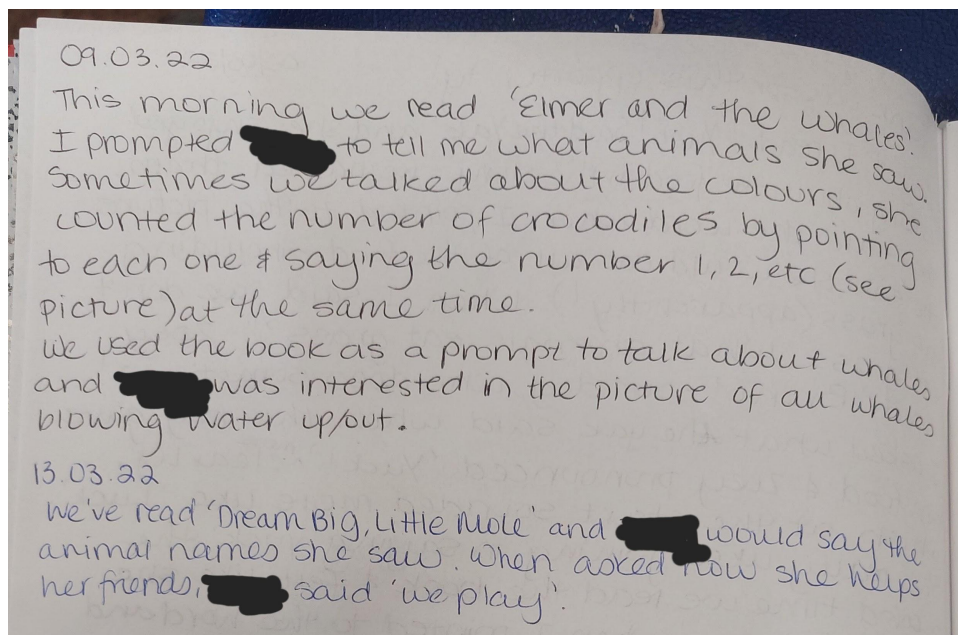 09.03.22
This morning we read 'Elmer and the whales'.
I prompted to tell me what animals she saw.
Sometimes we talked about the colours, she
counted the number of crocodiles by pointing
to each one & saying the number 1, 2, etc (see
picture) at the same time.
We used the book as a prompt to talk about whales
and was interested in the picture of all whales
blowing water up/out.
13.03.22
We've read 'Dream Big, Little Mole' and would say the
animal names she saw. When asked how she helps
her friends, said 'we play'.